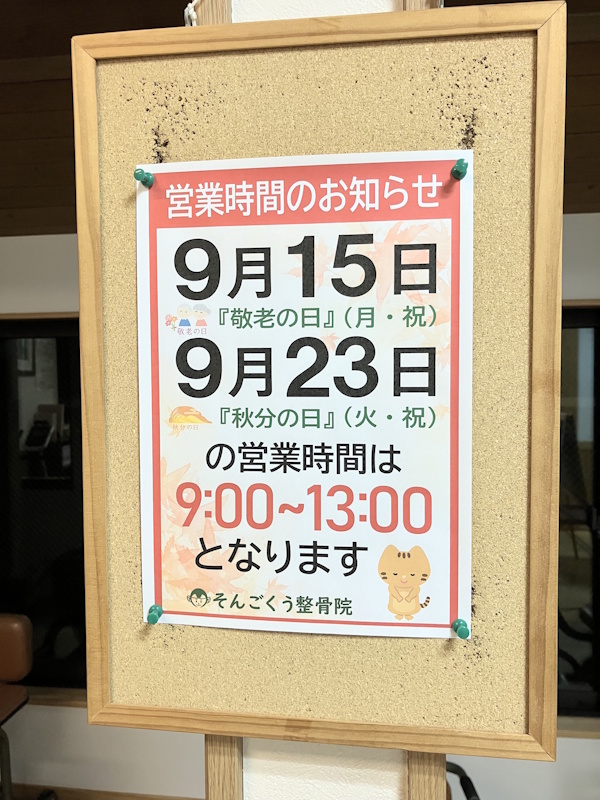 営業時間のお知らせ
9月15日
敬老の日
『敬老の日』(月・祝)
9月23日
秋分の日
『秋分の日』(火・祝)
の営業時間は
9:00~13:00
となります
そんごくう整骨院